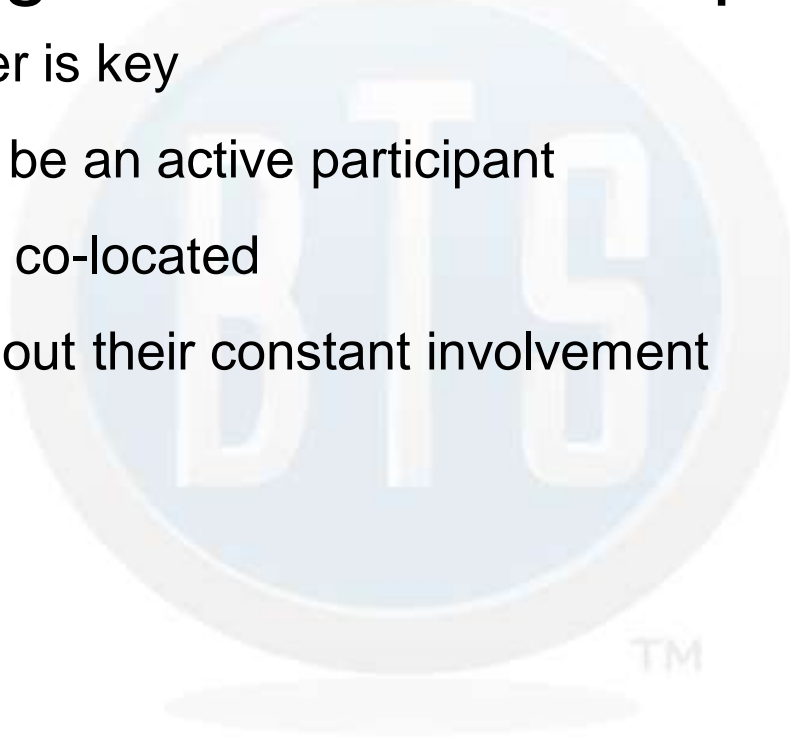 er is key
be an active participant
co-located
out their constant involvement
BTS
TM